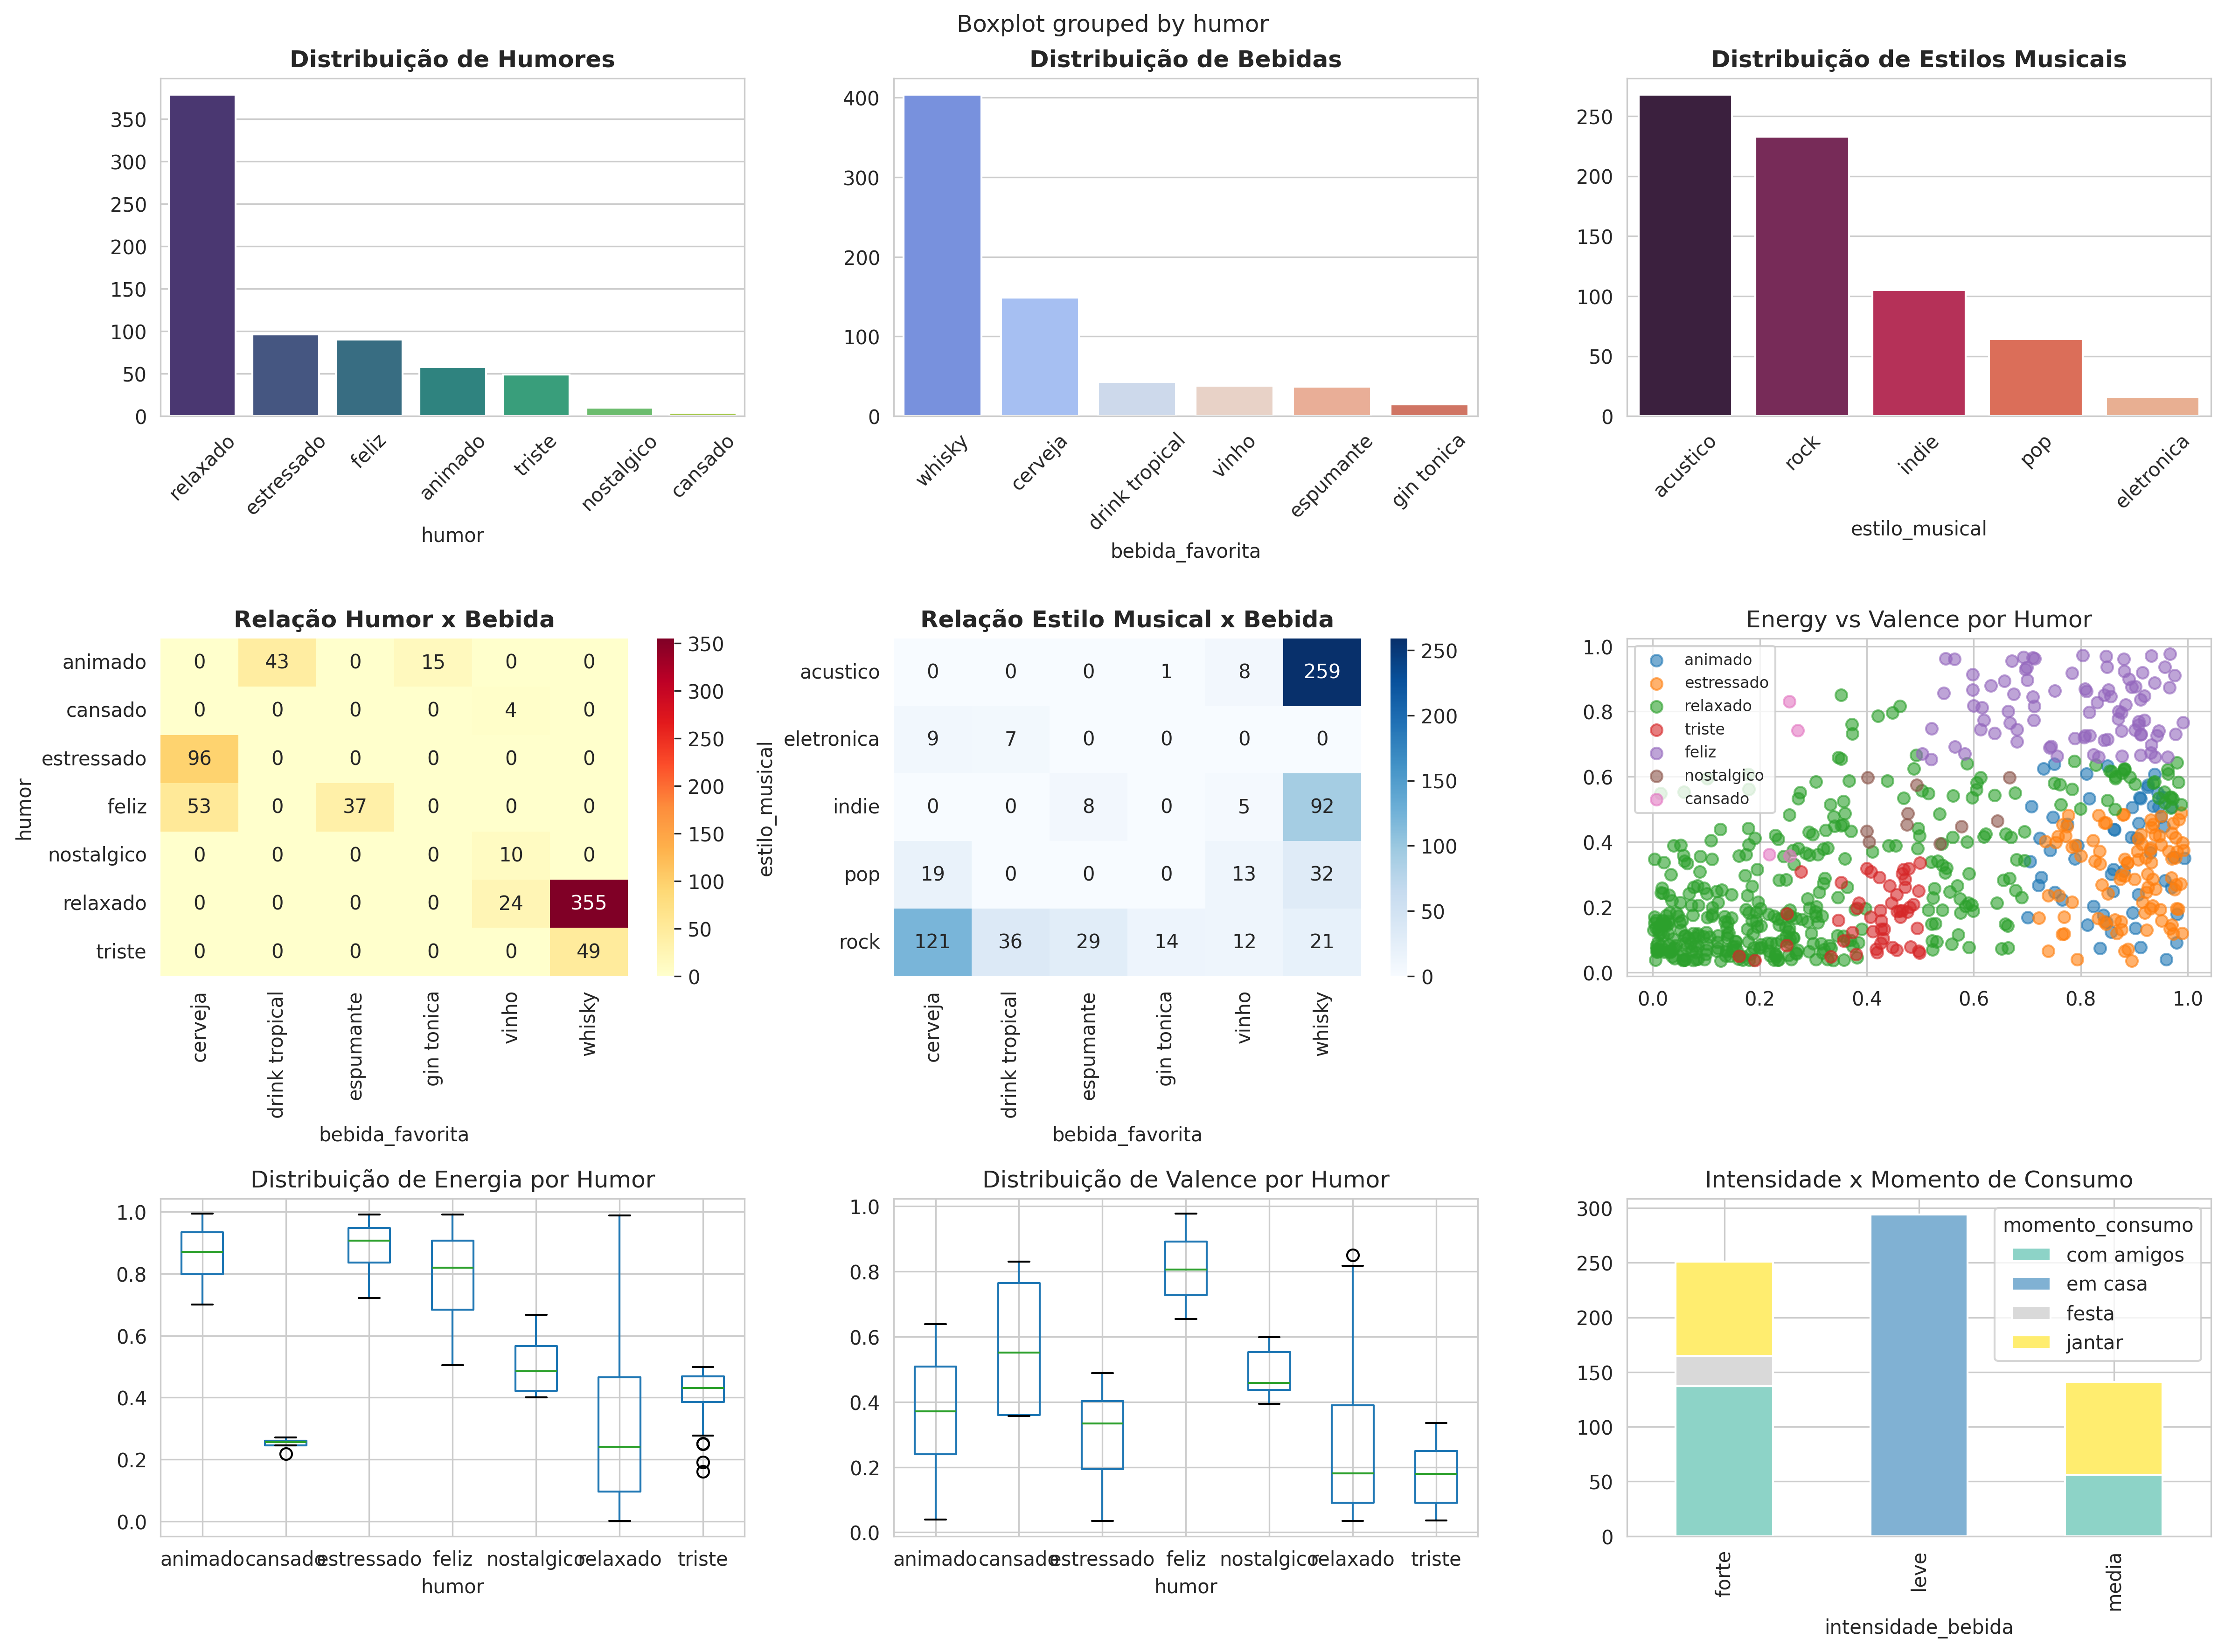 Boxplot grouped by humor
Distribuição de Humores
350
300
250
200
150
100
50
0
relaxado
estressado
feliz
animado
triste
nostalgico
cansado
humor
Distribuição de Bebidas
400
300
200
100
0
whisky
cerveja
drink tropical
vinho
espumante
gin tonica
bebida_favorita
Distribuição de Estilos Musicais
250
200
150
100
50
0
acustico
rock
indie
pop
eletronica
estilo_musical
Relação Humor x Bebida
humor
animado 0 43 0 15 0 0
cansado 0 0 0 0 4 0
estressado 96 0 0 0 0 0
feliz 53 0 37 0 0 0
nostalgico 0 0 0 0 10 0
relaxado 0 0 0 0 24 355
triste 0 0 0 0 0 49
cerveja
drink tropical
espumante
gin tonica
vinho
whisky
bebida_favorita
350
300
250
200
150
100
50
0
Relação Estilo Musical x Bebida
estilo_musical
acustico 0 0 0 1 8 259
eletronica 9 7 0 0 0 0
indie 0 0 8 0 5 92
pop 19 0 0 0 13 32
rock 121 36 29 14 12 21
cerveja
drink tropical
espumante
gin tonica
vinho
whisky
bebida_favorita
250
200
150
100
50
0
Energy vs Valence por Humor
1.0
0.8
0.6
0.4
0.2
0.0
animado
estressado
relaxado
triste
feliz
nostalgico
cansado
0.0 0.2 0.4 0.6 0.8 1.0
Distribuição de Energia por Humor
1.0
0.8
0.6
0.4
0.2
0.0
animado cansado estressado feliz nostalgico relaxado triste
humor
Distribuição de Valence por Humor
1.0
0.8
0.6
0.4
0.2
0.0
animado cansado estressado feliz nostalgico relaxado triste
humor
Intensidade x Momento de Consumo
300
250
200
150
100
50
0
momento_consumo
com amigos
em casa
festa
jantar
forte
leve
media
intensidade_bebida